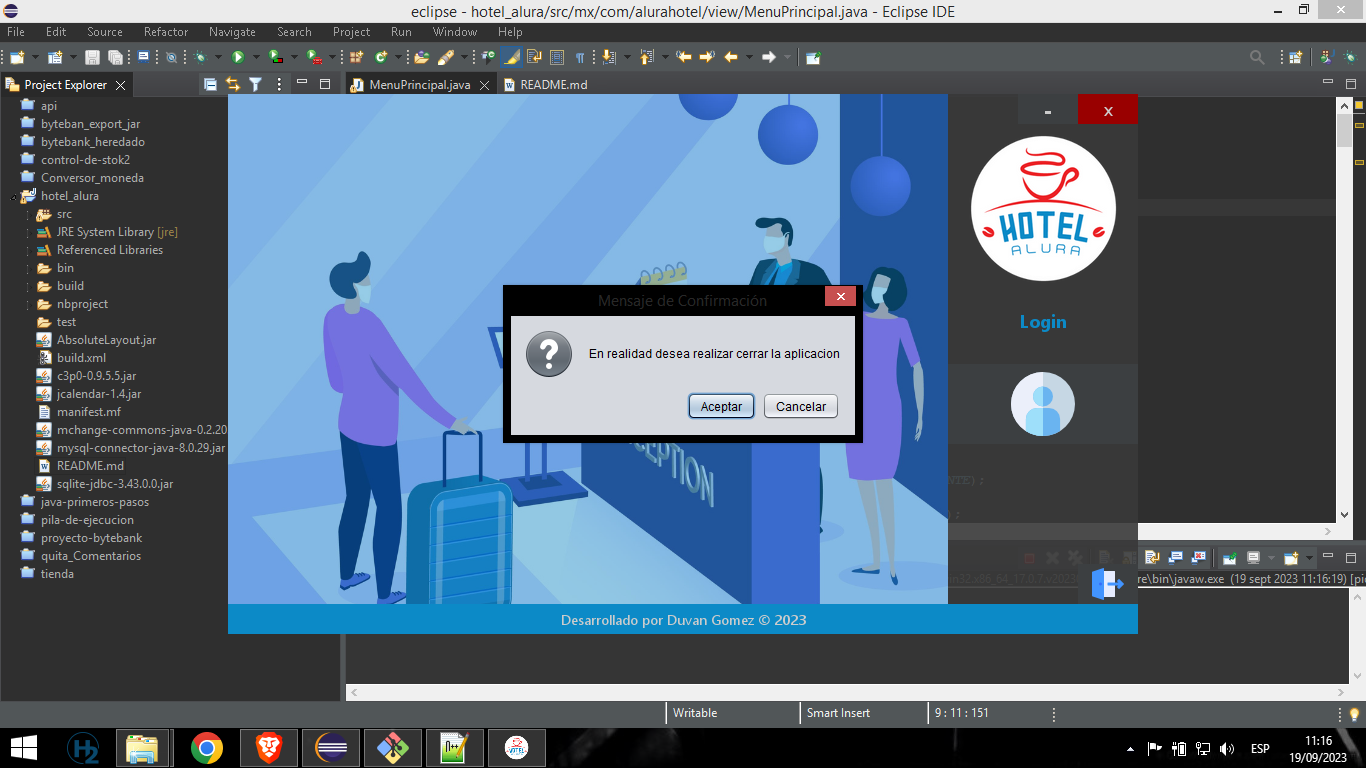 eclipse - hotel_alura/src/mx/com/alurahotel/view/MenuPrincipal.java - Eclipse IDE
File Edit Source Refactor Navigate Search Project Run Window Help
Project Explorer
MenuPrincipal.java
README.md
api
byteban_export_jar
bytebank_heredado
control-de-stok2
Conversor_moneda
hotel_alura
src
JRE System Library [jre]
Referenced Libraries
bin
build
nbproject
test
AbsoluteLayout.jar
build.xml
c3p0-0.9.5.5.jar
jcalendar-1.4.jar
manifest.mf
mchange-commons-java-0.2.20
mysql-connector-java-8.0.29.jar
README.md
sqlite-jdbc-3.43.0.0.jar
java-primeros-pasos
pila-de-ejecucion
proyecto-bytebank
quita_Comentarios
tienda
- x
HOTEL
ALURA
Login
Mensaje de Confirmación
En realidad desea realizar cerrar la aplicacion
Aceptar Cancelar
CEPTION
re\bin\javaw.exe (19 sept 2023 11:16:19) [pi
Desarrollado por Duvan Gomez © 2023
Writable
Smart Insert
9 : 11 : 151
H2
N++
HOTEL
ESP
11:16
19/09/2023